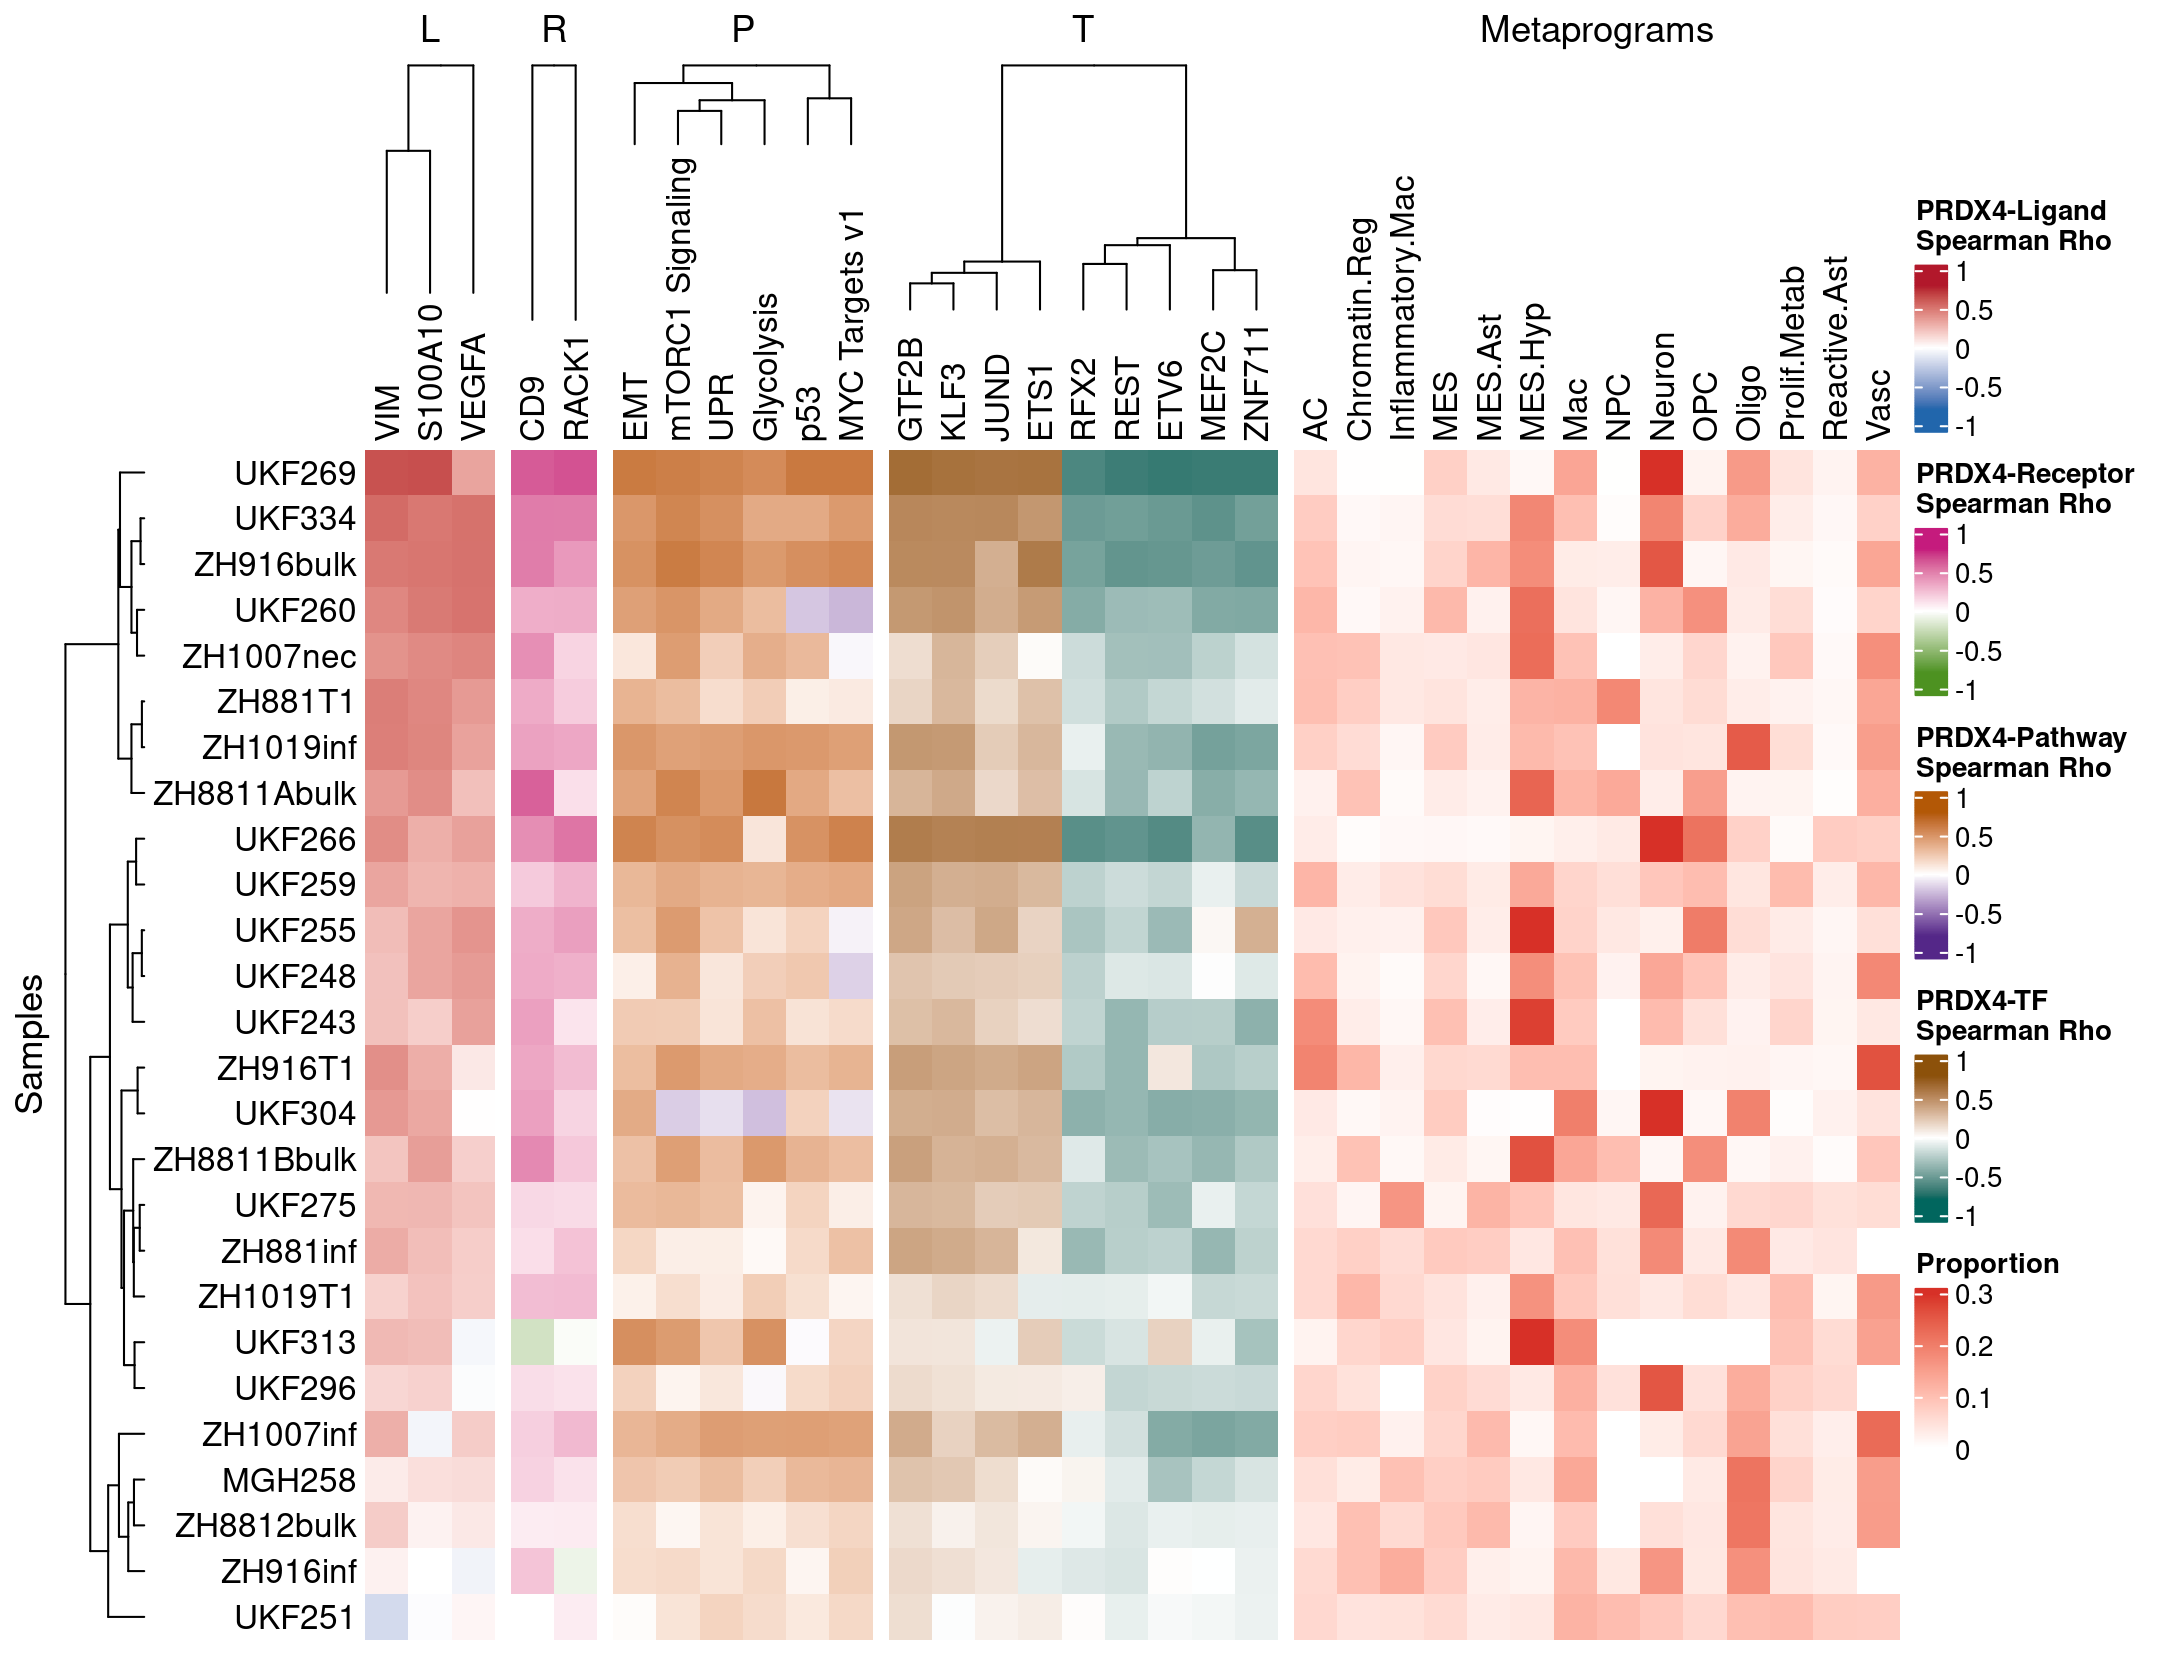 L R P T Metaprograms
VIM
S100A10
VEGFA
CD9
RACK1
EMT
mTORC1 Signaling
UPR
Glycolysis
p53
MYC Targets v1
GTF2B
KLF3
JUND
ETS1
RFX2
REST
ETV6
MEF2C
ZNF711
AC
Chromatin.Reg
Inflammatory.Mac
MES
MES.Ast
MES.Hyp
Mac
NPC
Neuron
OPC
Oligo
Prolif.Metab
Reactive.Ast
Vasc
Samples
UKF269
UKF334
ZH916bulk
UKF260
ZH1007nec
ZH881T1
ZH1019inf
ZH8811Abulk
UKF266
UKF259
UKF255
UKF248
UKF243
ZH916T1
UKF304
ZH8811Bbulk
UKF275
ZH881inf
ZH1019T1
UKF313
UKF296
ZH1007inf
MGH258
ZH8812bulk
ZH916inf
UKF251
PRDX4-Ligand
Spearman Rho
1
0.5
0
-0.5
-1
PRDX4-Receptor
Spearman Rho
1
0.5
0
-0.5
-1
PRDX4-Pathway
Spearman Rho
1
0.5
0
-0.5
-1
PRDX4-TF
Spearman Rho
1
0.5
0
-0.5
-1
Proportion
0.3
0.2
0.1
0